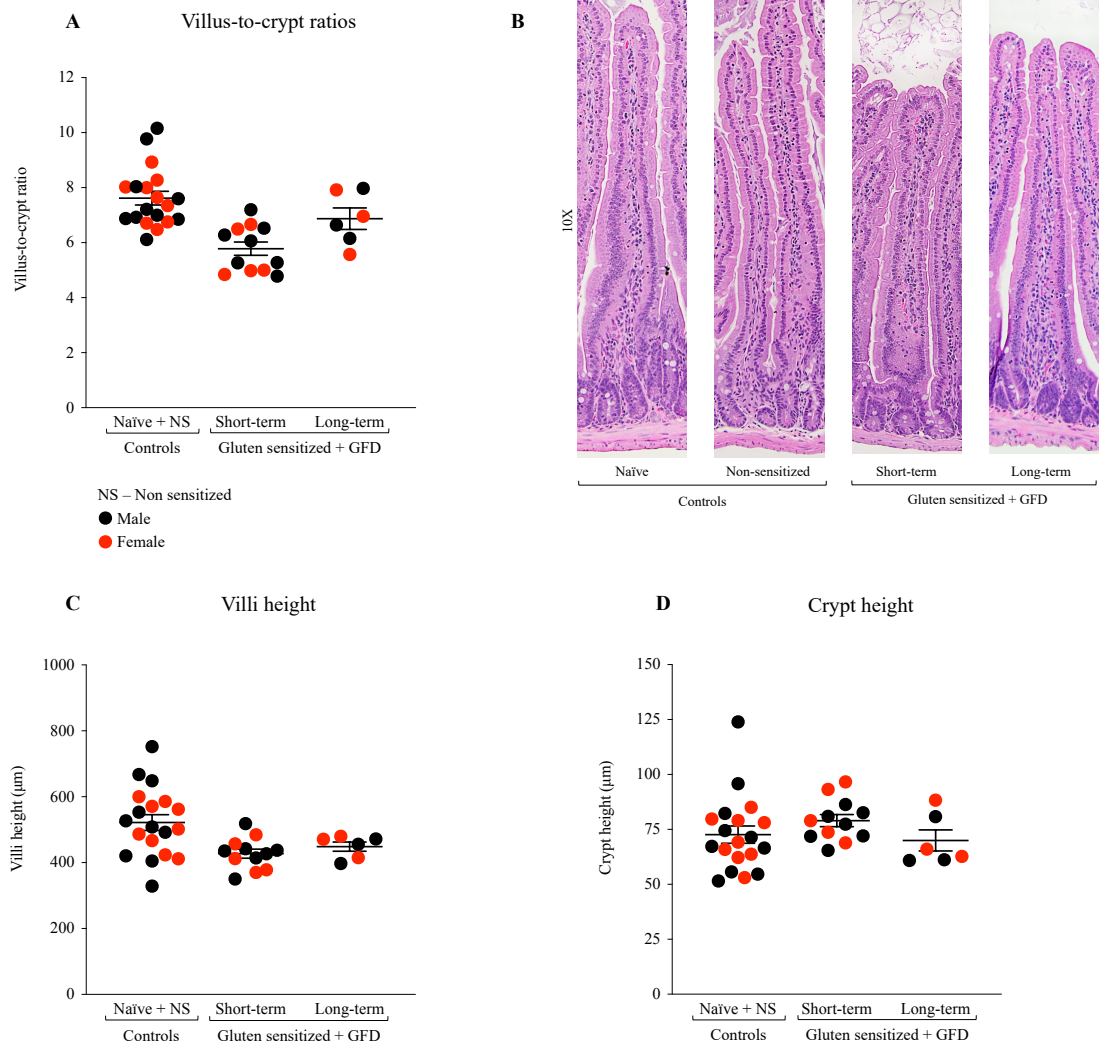 A Villus-to-crypt ratios
Villus-to-crypt ratio
12
10
8
6
4
2
0
Naïve + NS Short-term Long-term
Controls Gluten sensitized + GFD
NS – Non sensitized
Male
Female
B
10X
Naïve Non-sensitized Short-term Long-term
Controls Gluten sensitized + GFD
C Villi height
Villi height (μm)
1000
800
600
400
200
0
Naïve + NS Short-term Long-term
Controls Gluten sensitized + GFD
D Crypt height
Crypt height (μm)
150
125
100
75
50
25
0
Naïve + NS Short-term Long-term
Controls Gluten sensitized + GFD